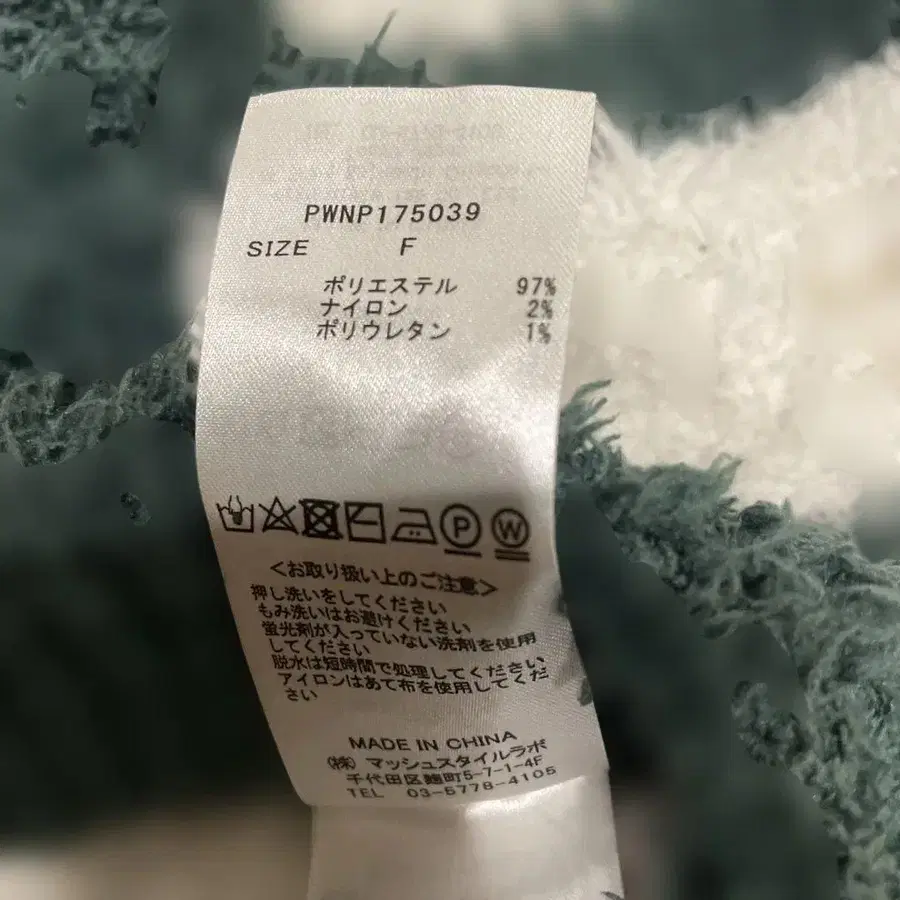 PWNP175039
SIZE F
ポリエステル 97%
ナイロン 2%
ポリウレタン 1%
P W
<お取り扱い上のご注意>
押し洗いをしてください
もみ洗いはお避けください
蛍光剤が入っていない洗剤を使用
してください
脱水は短時間で処理してください、
アイロンはあて布を使用してくだ
さい
MADE IN CHINA
(株) マッシュスタイルラボ
千代田区麹町5-7-1-4F
TEL 03-5778-4105